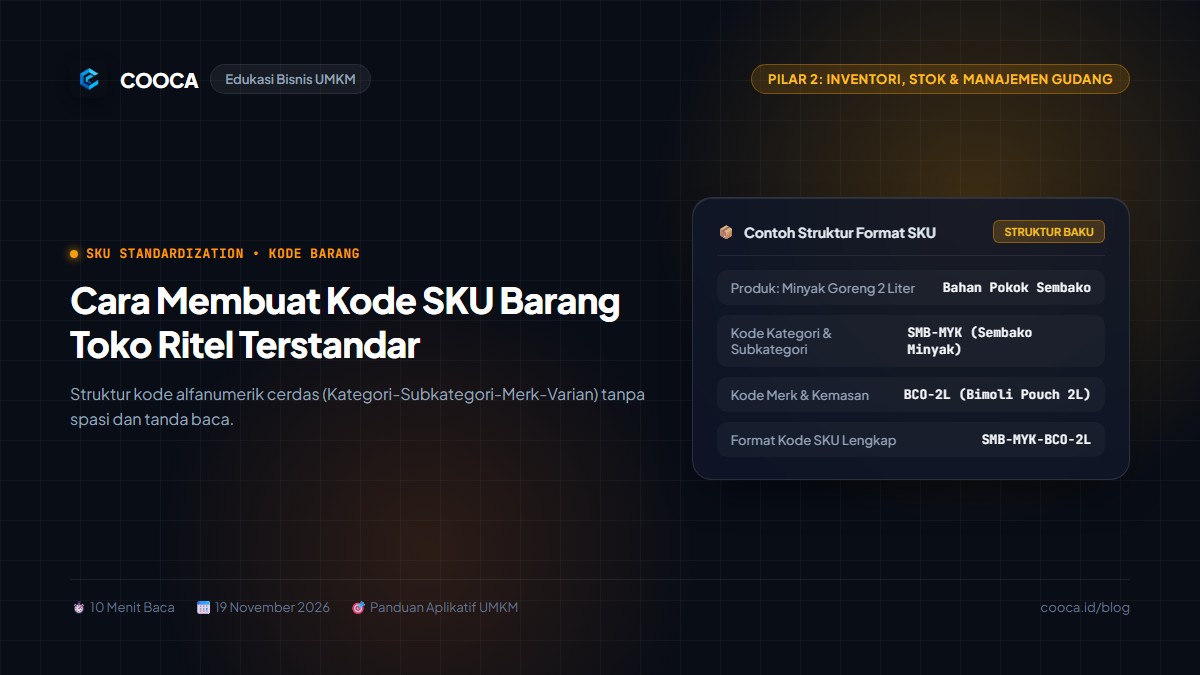 COOCA
Edukasi Bisnis UMKM
PILAR 2: INVENTORI, STOK & MANAJEMEN GUDANG
SKU STANDARDIZATION • KODE BARANG
Cara Membuat Kode SKU Barang
Toko Ritel Terstandar
Struktur kode alfanumerik cerdas (Kategori-Subkategori-Merk-Varian) tanpa
spasi dan tanda baca.
Contoh Struktur Format SKU
STRUKTUR BAKU
Produk: Minyak Goreng 2 Liter
Bahan Pokok Sembako
Kode Kategori &
Subkategori
SMB-MYK (Sembako
Minyak)
Kode Merk & Kemasan
BCO-2L (Bimoli Pouch 2L)
Format Kode SKU Lengkap
SMB-MYK-BCO-2L
10 Menit Baca
19 November 2026
Panduan Aplikatif UMKM
cooca.id/blog